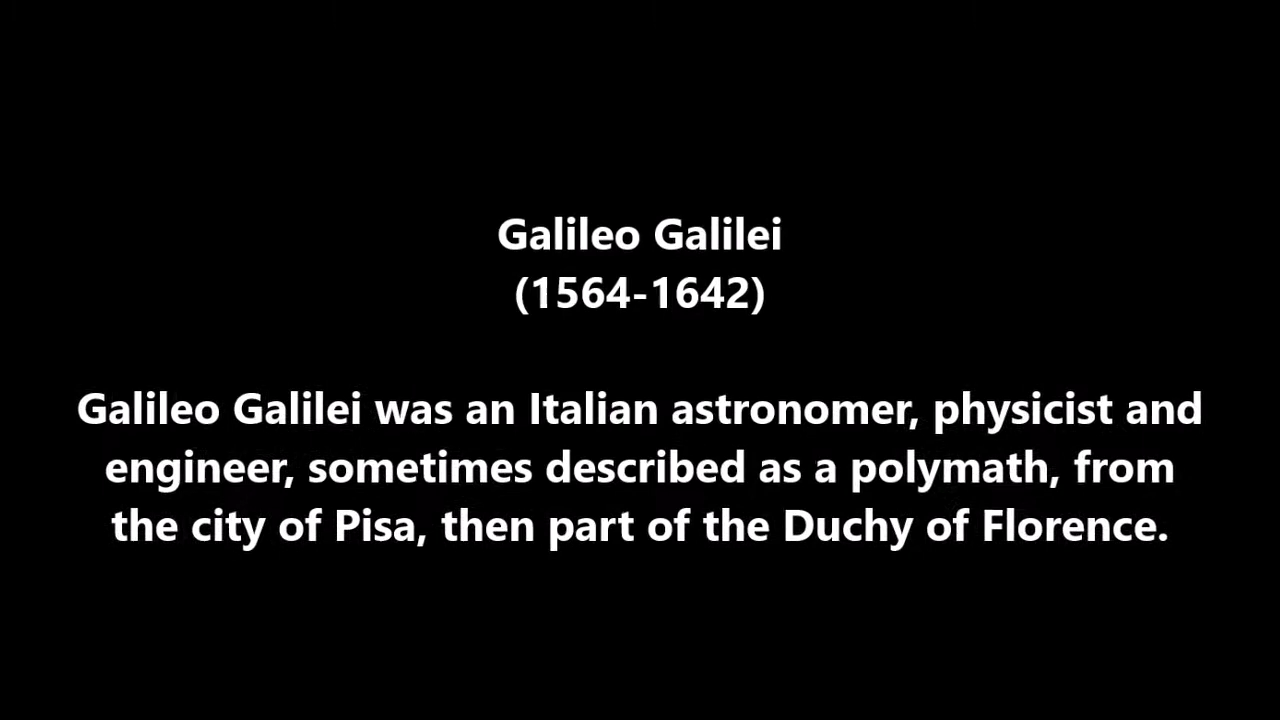 Galileo Galilei
(1564-1642)
Galileo Galilei was an Italian astronomer, physicist and
engineer, sometimes described as a polymath, from
the city of Pisa, then part of the Duchy of Florence.